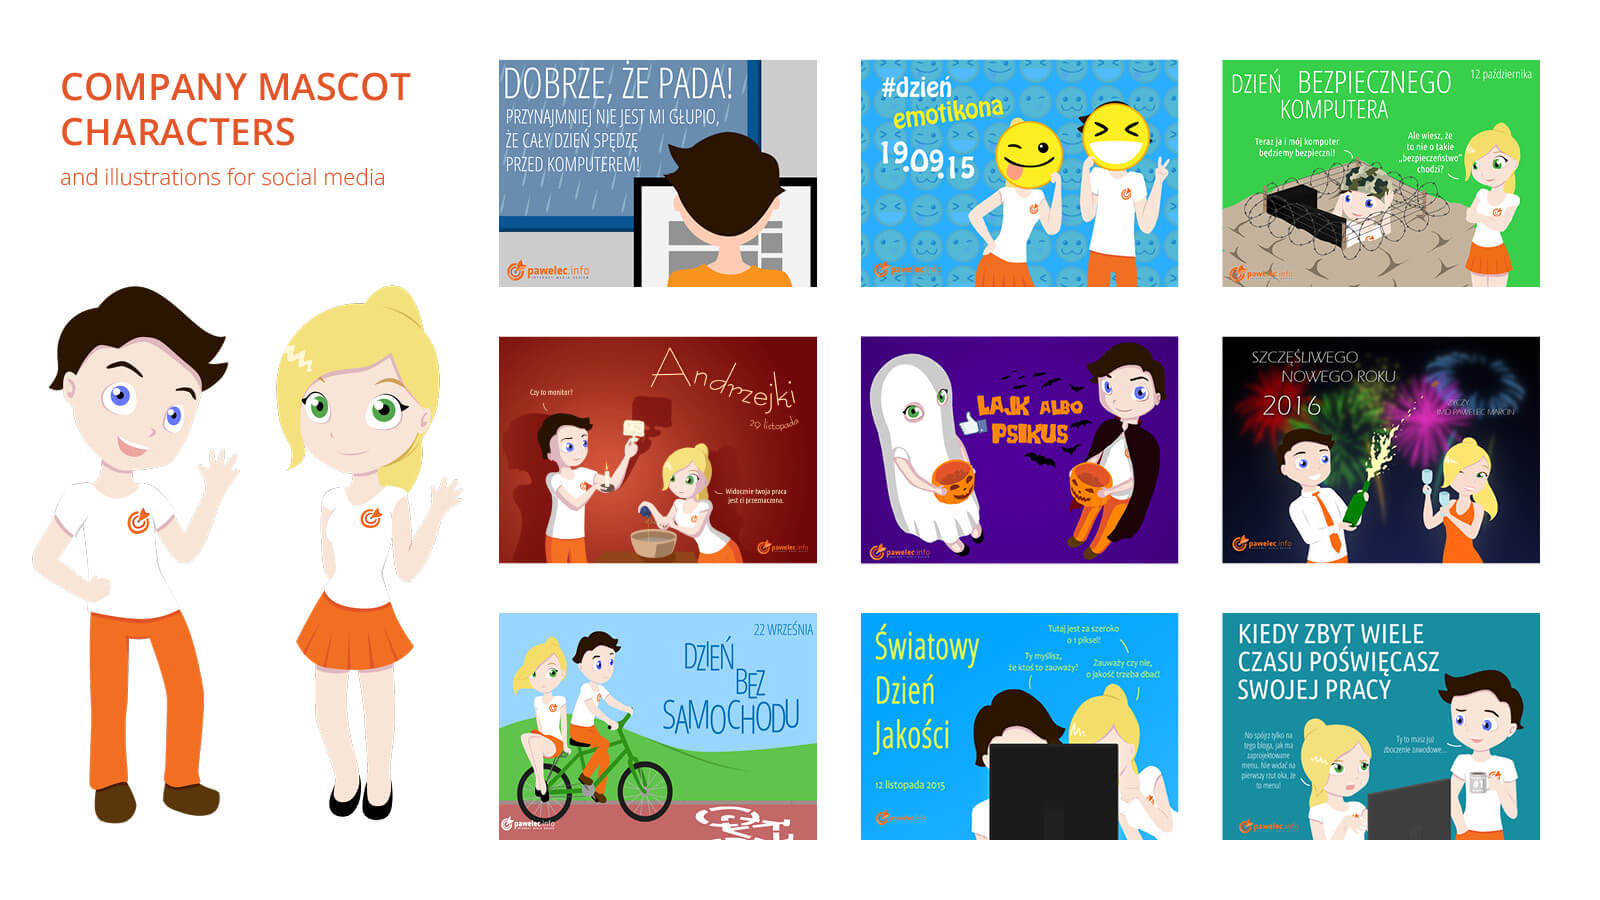 COMPANY MASCOT
CHARACTERS
and illustrations for social media
DOBRZE, ŻE PADA!
PRZYNAJMNIEJ NIE JEST MI GŁUPIO,
ŻE CAŁY DZIEŃ SPĘDZĘ
PRZED KOMPUTEREM!
pawelec.info
INTERNET MEDIA DESIGN
#dzień
emotikona
19.09.15
pawelec.info
DZIEŃ BEZPIECZNEGO
KOMPUTERA
12 października
Teraz ja i mój komputer
będziemy bezpieczni!
Ale wiesz, że
to nie o takie
„bezpieczeństwo"
chodzi?
pawelec.info
Andrzejki
29 listopada
Czy to monitor?
Widocznie twoja praca
jest ci przeznaczona.
pawelec.info
LAJK ALBO
PSIKUS
pawelec.info
SZCZĘŚLIWEGO
NOWEGO ROKU
2016
ŻYCZY
IMD PAWELEC MARCIN
pawelec.info
22 WRZEŚNIA
DZIEŃ
BEZ
SAMOCHODU
pawelec.info
INTERNET MEDIA DESIGN
Światowy
Dzień
Jakości
12 listopada 2015
Tutaj jest za szeroko
o 1 piksel!
Ty myślisz,
że ktoś to zauważy?
Zauważy czy nie,
o jakość trzeba dbać!
pawelec.info
KIEDY ZBYT WIELE
CZASU POŚWIĘCASZ
SWOJEJ PRACY
No spójrz tylko na
tego bloga, jak ma
zaprojektowane
menu. Nie widać na
pierwszy rzut oka, że
to menu!
Ty to masz już
zboczenie zawodowe...
#1
pawelec.info